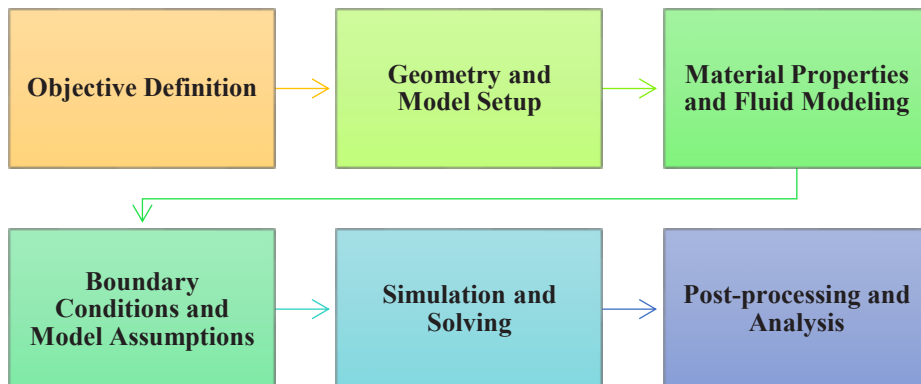 Objective Definition
Geometry and
Model Setup
Material Properties
and Fluid Modeling
Boundary
Conditions and
Model Assumptions
Simulation and
Solving
Post-processing and
Analysis